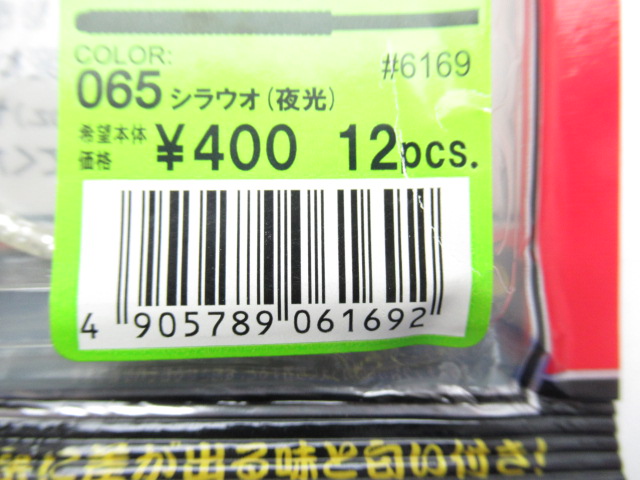 COLOR:
#6169
065 シラウオ(夜光)
希望本体
価格 ¥400 12pcs.
4 905789 061692
に差が出る味と匂い付き!